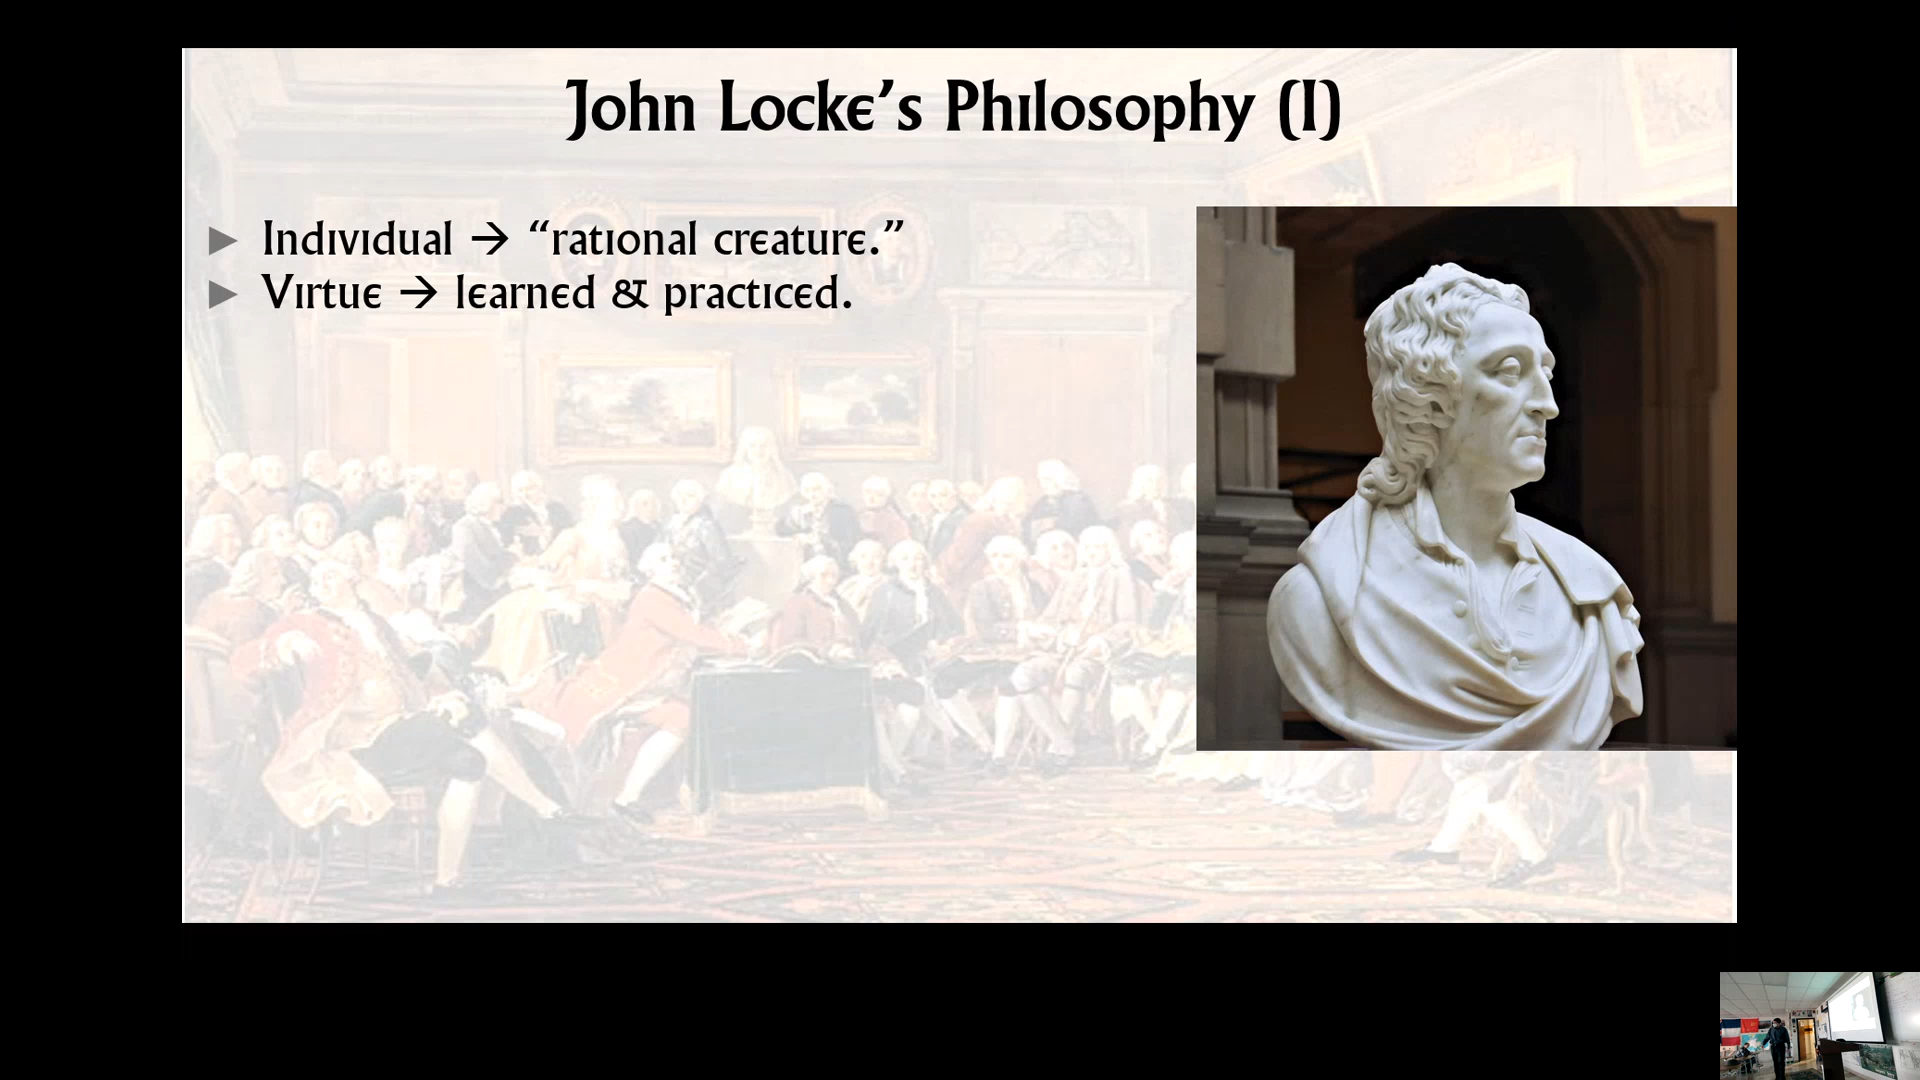 John Locke’s Philosophy (I)
► Individual → “rational creature.”
► Virtue → learned & practiced.